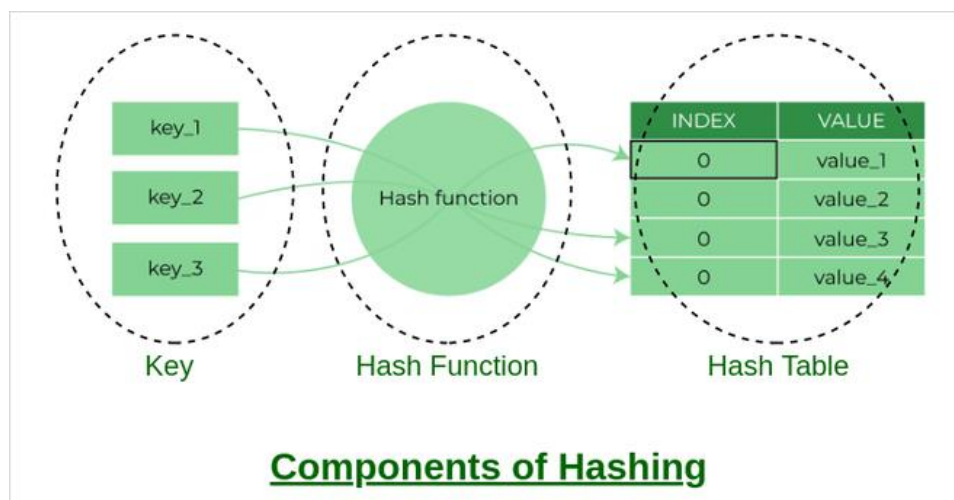 key_1
key_2
key_3
Hash function
INDEX VALUE
0 value_1
0 value_2
0 value_3
0 value_4
Key Hash Function Hash Table
Components of Hashing